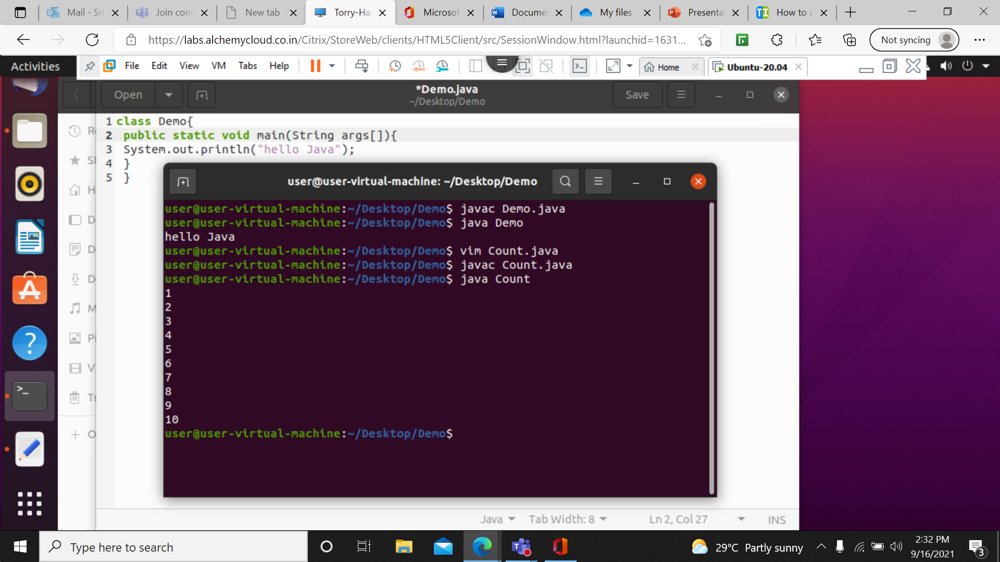 Mail - Sri
Join conv
New tab
Torry-Har
Microsof
Documen
My files -
Presenta
How to c
https://labs.alchemycloud.co.in/Citrix/StoreWeb/clients/HTML5Client/src/SessionWindow.html?launchid=1631...
Not syncing
Activities
File Edit View VM Tabs Help
Home
Ubuntu-20.04
Open
*Demo.java
~/Desktop/Demo
Save
1 class Demo{
2 public static void main(String args[]){
3 System.out.println("hello Java");
4 }
5 }
user@user-virtual-machine: ~/Desktop/Demo
user@user-virtual-machine:~/Desktop/Demo$ javac Demo.java
user@user-virtual-machine:~/Desktop/Demo$ java Demo
hello Java
user@user-virtual-machine:~/Desktop/Demo$ vim Count.java
user@user-virtual-machine:~/Desktop/Demo$ javac Count.java
user@user-virtual-machine:~/Desktop/Demo$ java Count
1
2
3
4
5
6
7
8
9
10
user@user-virtual-machine:~/Desktop/Demo$
Java Tab Width: 8 Ln 2, Col 27 INS
Type here to search
29°C Partly sunny
2:32 PM
9/16/2021
3